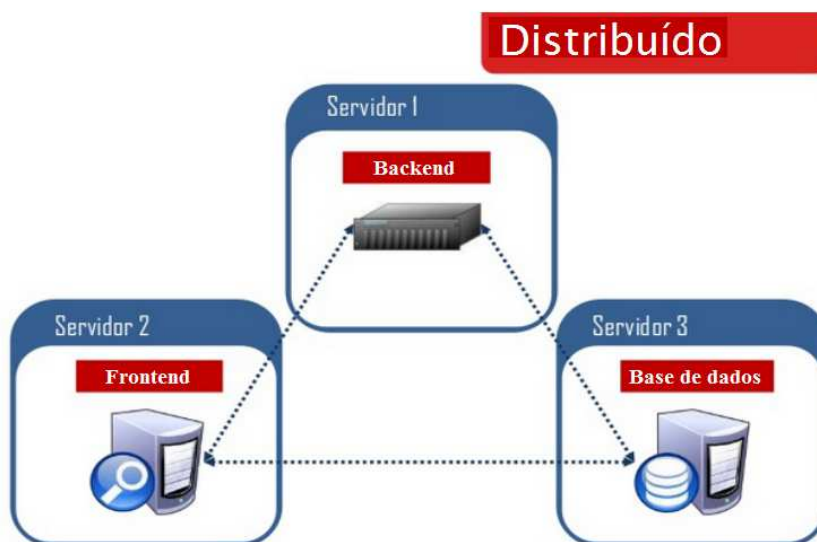 Distribuído
Servidor 1
Backend
Servidor 2
Frontend
Servidor 3
Base de dados